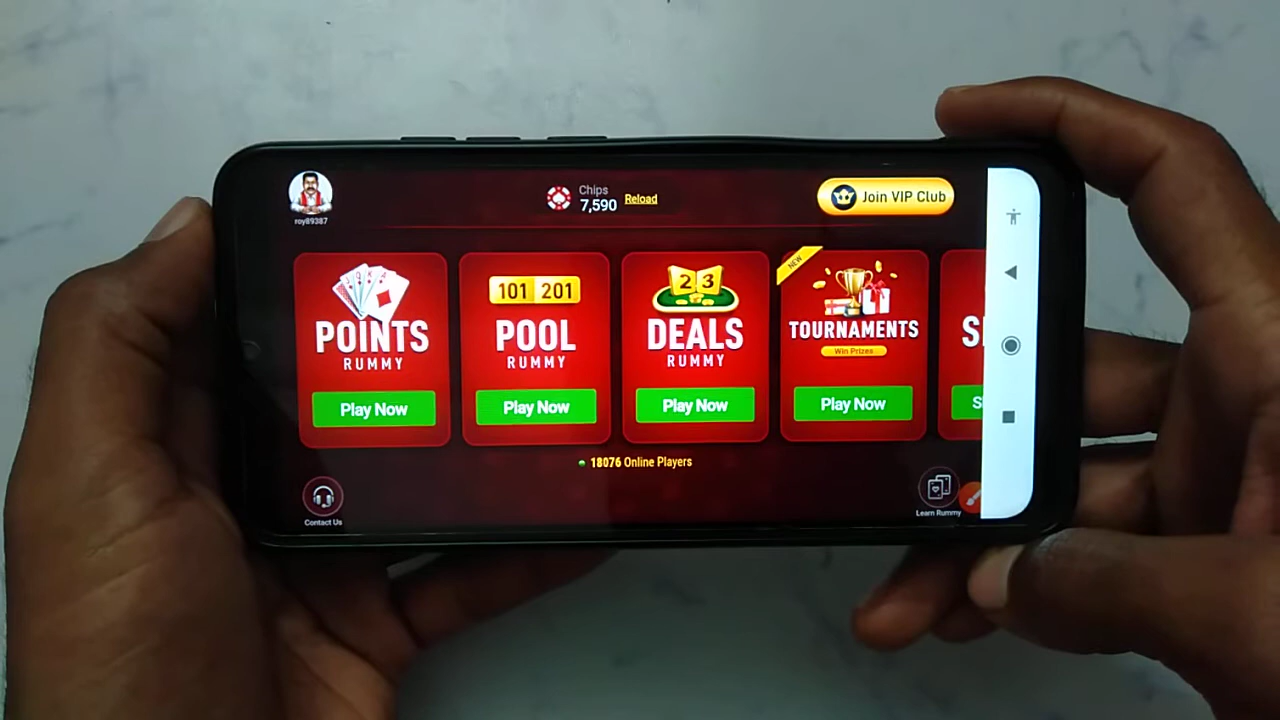 roy89387
Chips
7,590 Reload
Join VIP Club
J Q K A
POINTS
RUMMY
Play Now
101 201
POOL
RUMMY
Play Now
2 3
DEALS
RUMMY
Play Now
NEW
TOURNAMENTS
Win Prizes
Play Now
S
18076 Online Players
Contact Us
Learn Rummy